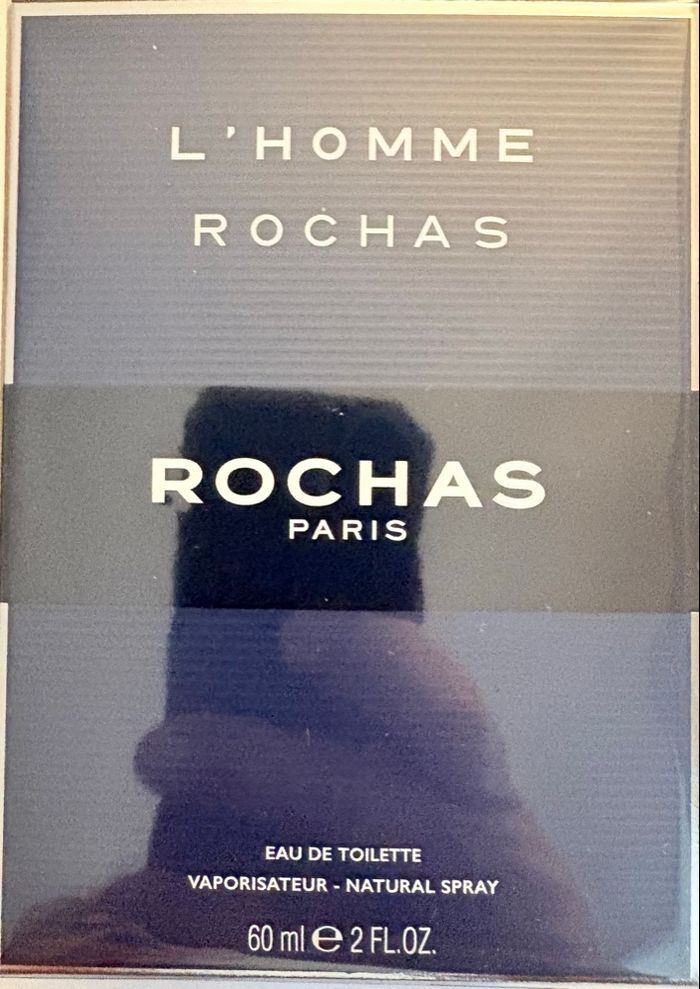 L'HOMME
ROCHAS
ROCHAS
PARIS
EAU DE TOILETTE
VAPORISATEUR - NATURAL SPRAY
60 ml ℮ 2 FL.OZ.